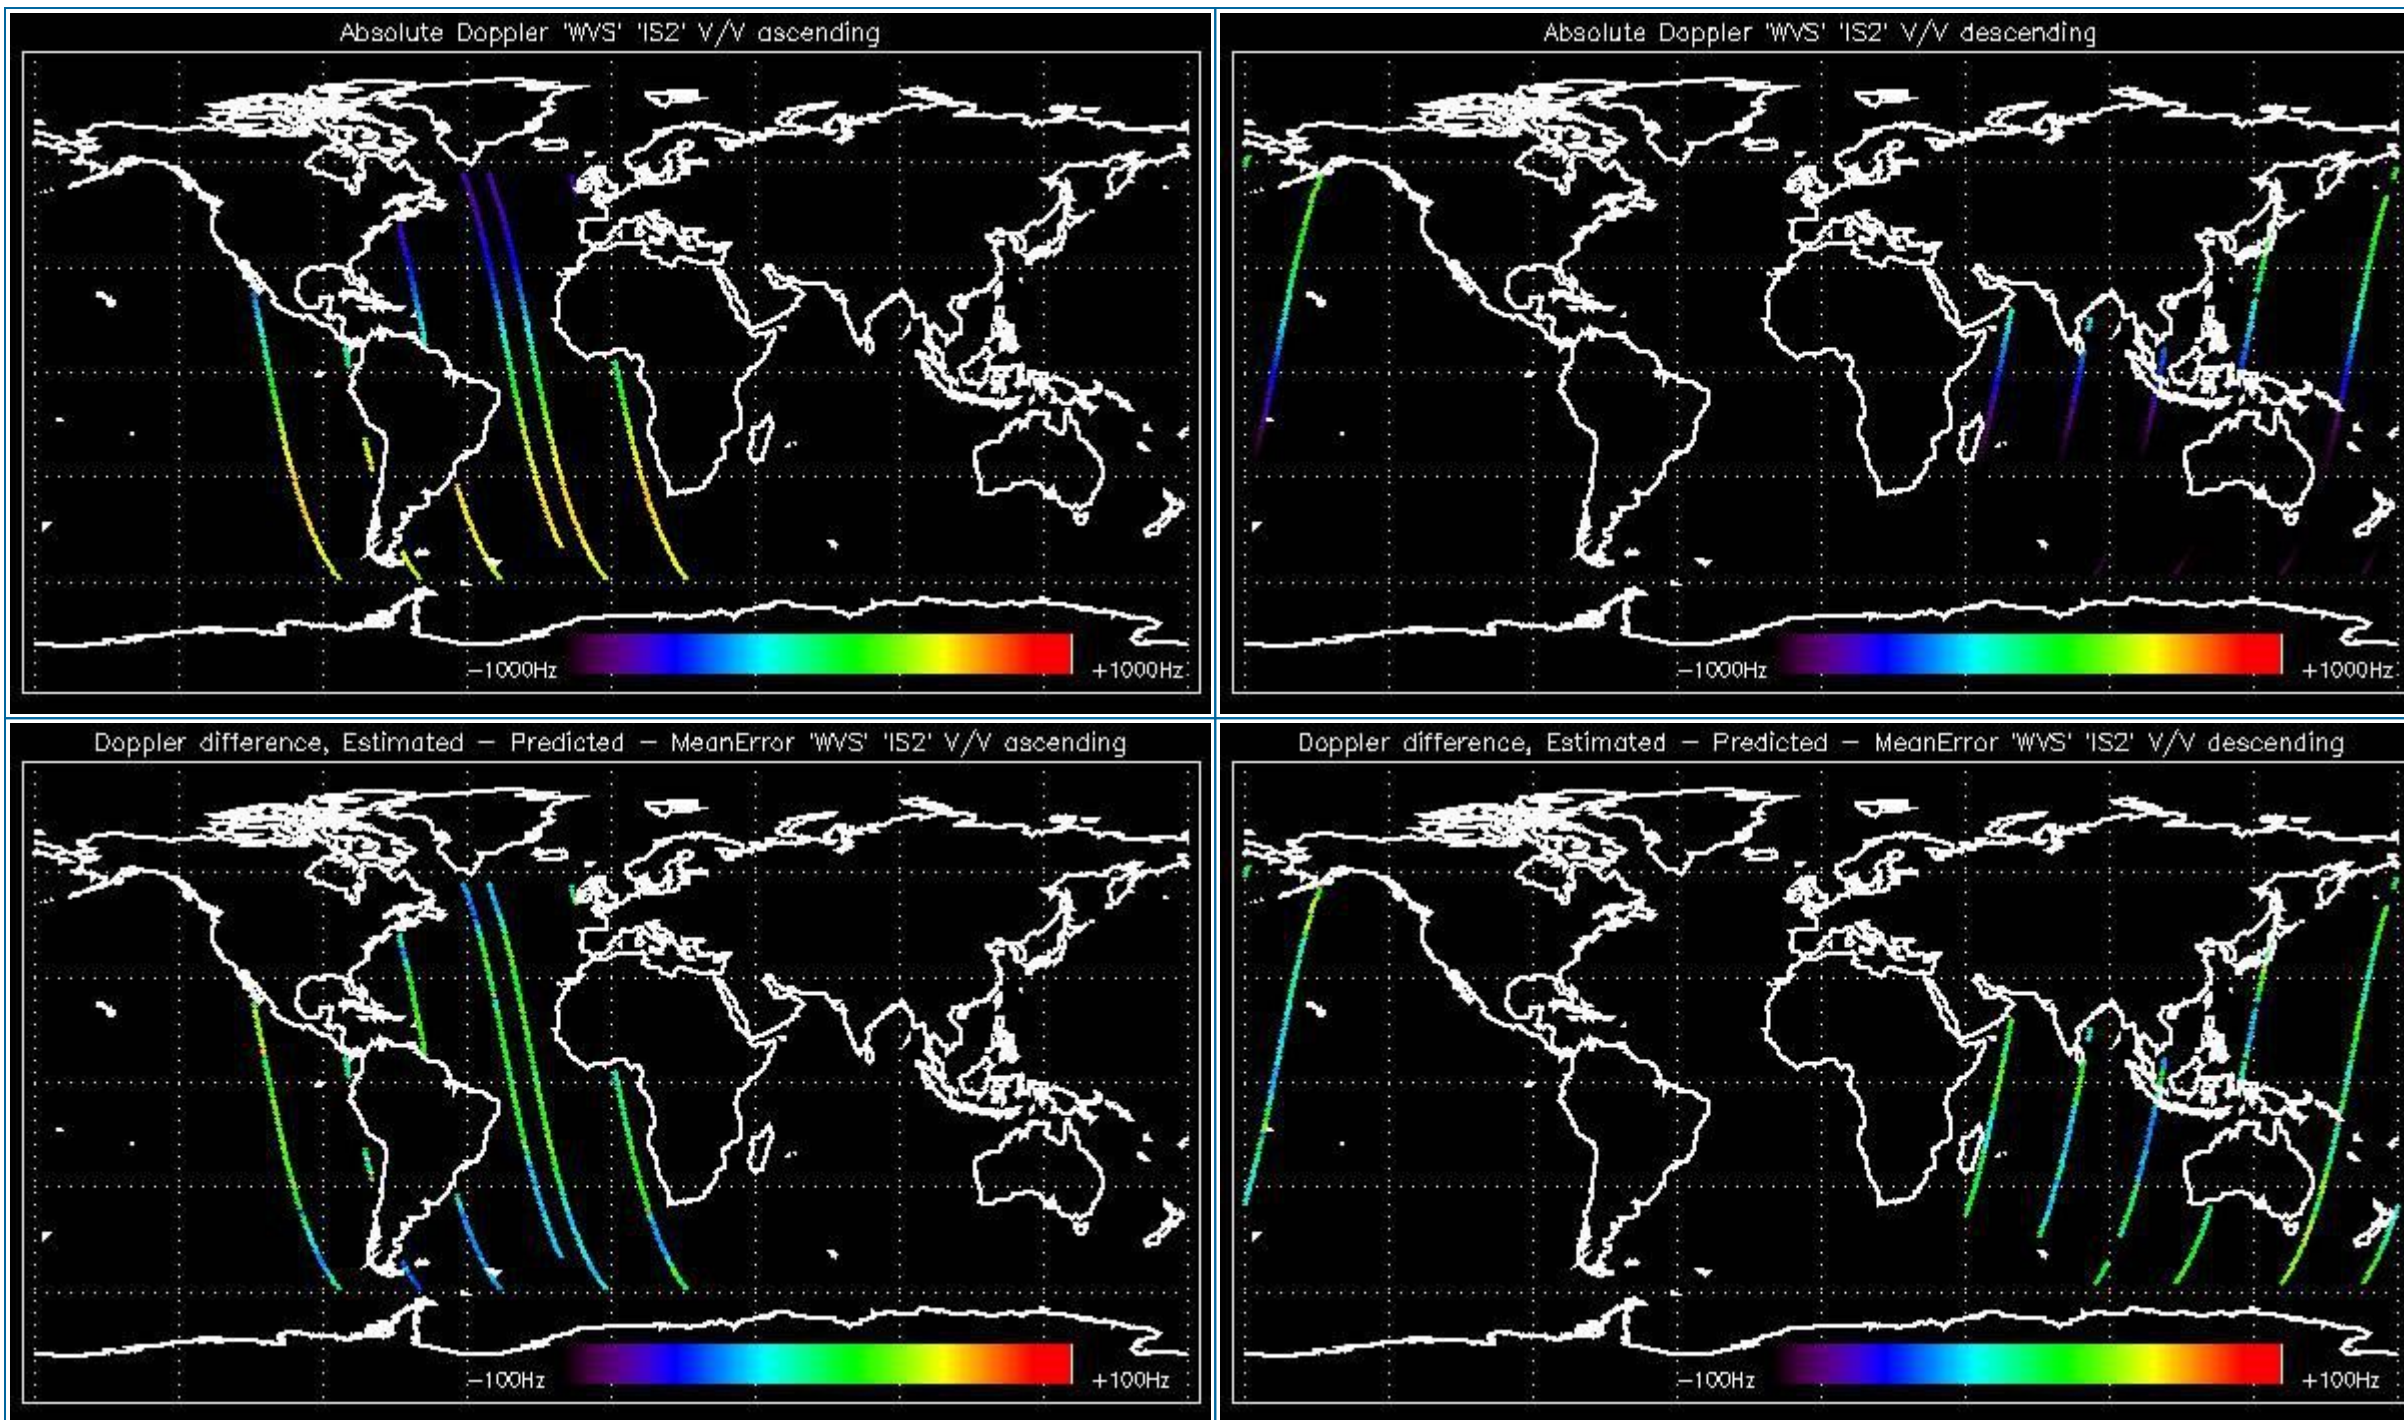 Absolute Doppler 'WVS' 'IS2' V/V ascending
-1000Hz
+1000Hz
Absolute Doppler 'WVS' 'IS2' V/V descending
-1000Hz
+1000Hz
Doppler difference, Estimated - Predicted - MeanError 'WVS' 'IS2' V/V ascending
-100Hz
+100Hz
Doppler difference, Estimated - Predicted - MeanError 'WVS' 'IS2' V/V descending
-100Hz
+100Hz